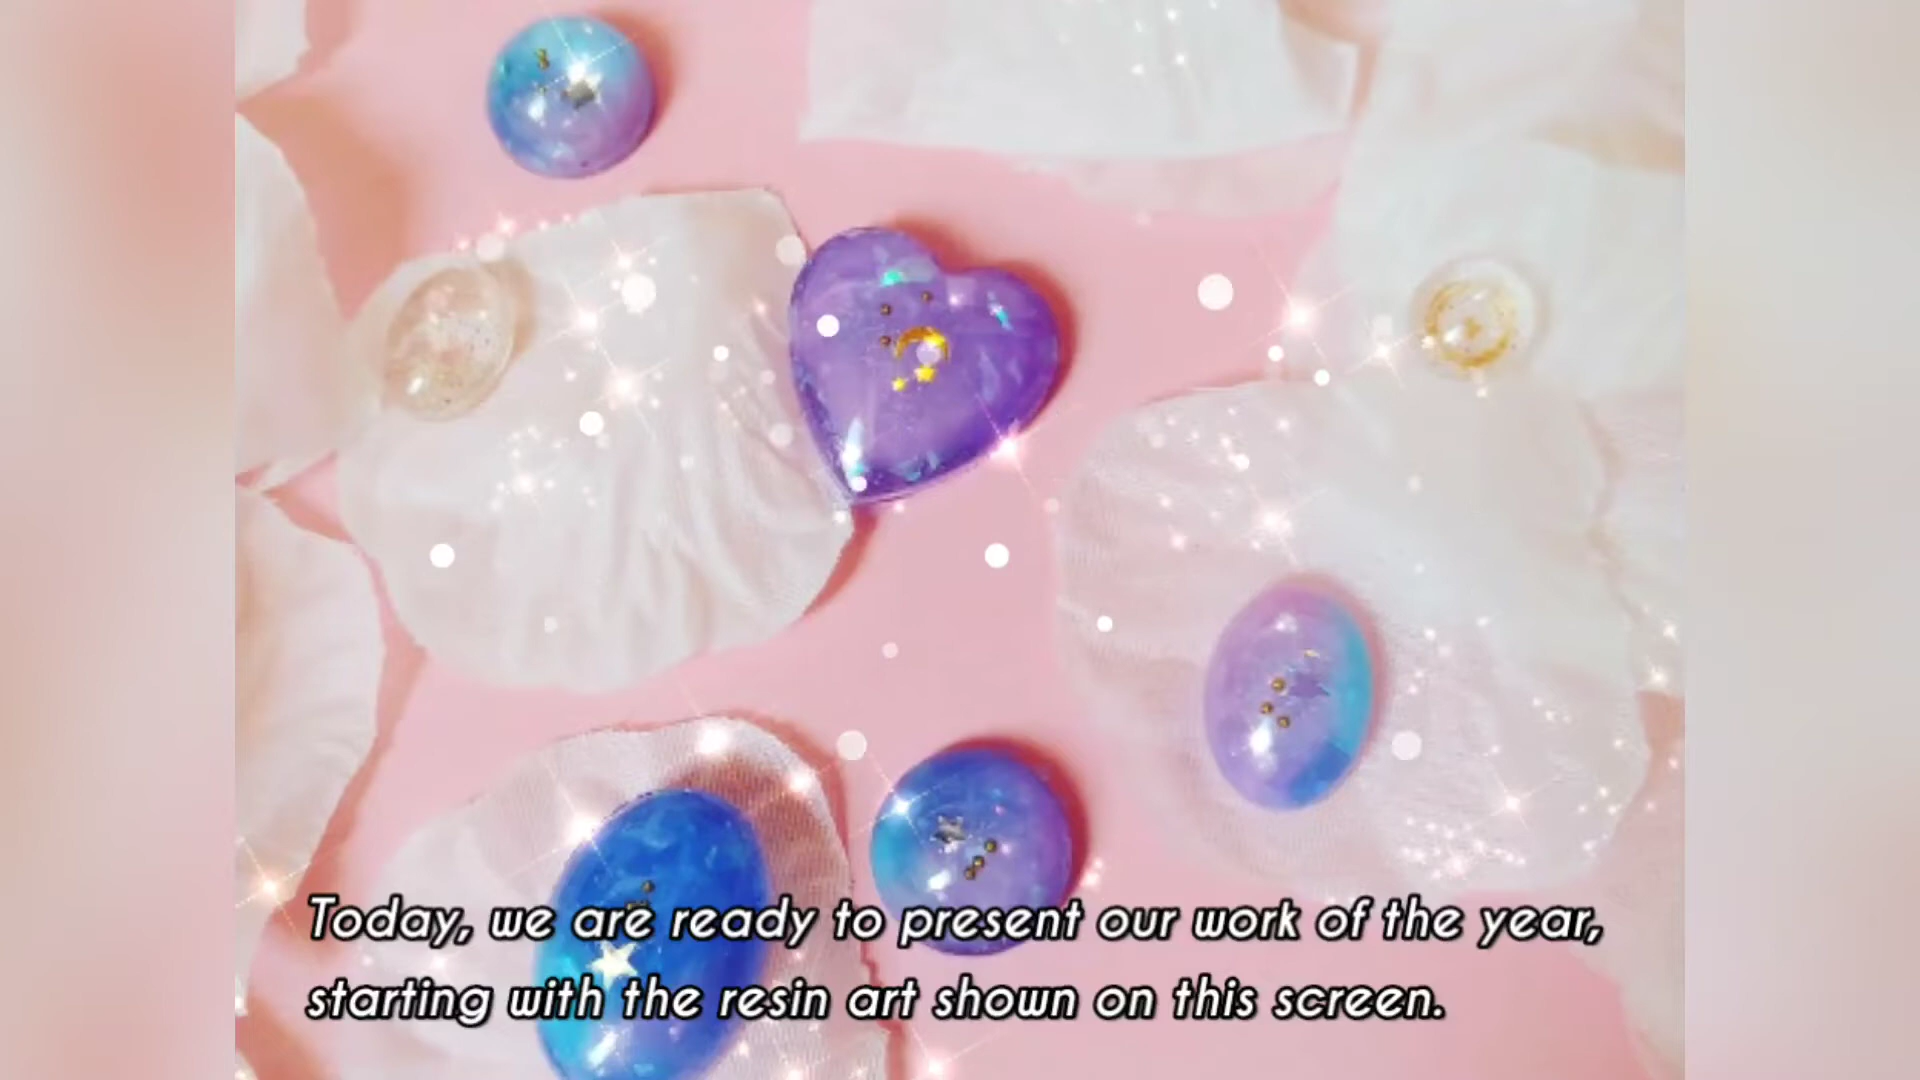 Today, we are ready to present our work of the year,
starting with the resin art shown on this screen.